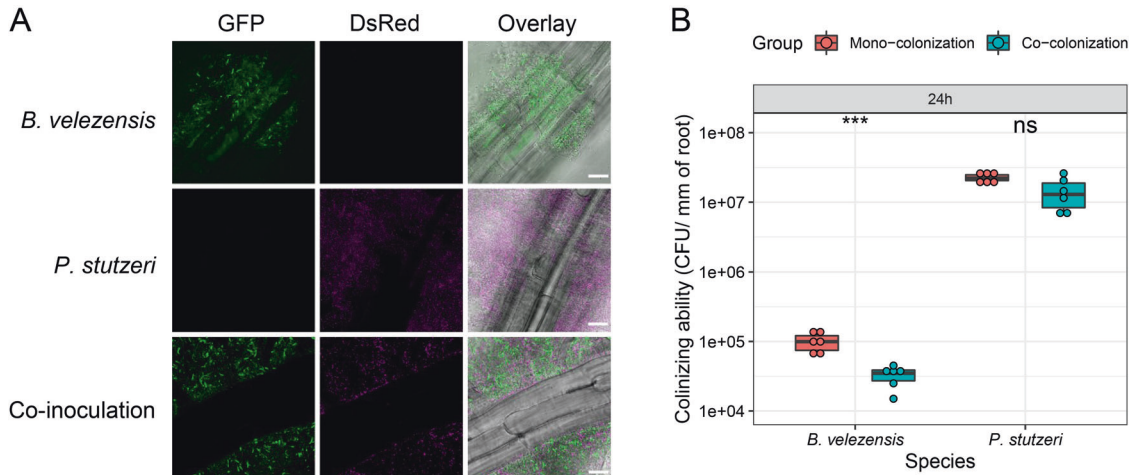 A
GFP DsRed Overlay
B. velezensis
P. stutzeri
Co-inoculation
B
Group Mono-colonization Co-colonization
24h
*** ns
Colinizing ability (CFU/ mm of root)
1e+08
1e+07
1e+06
1e+05
1e+04
B. velezensis P. stutzeri
Species